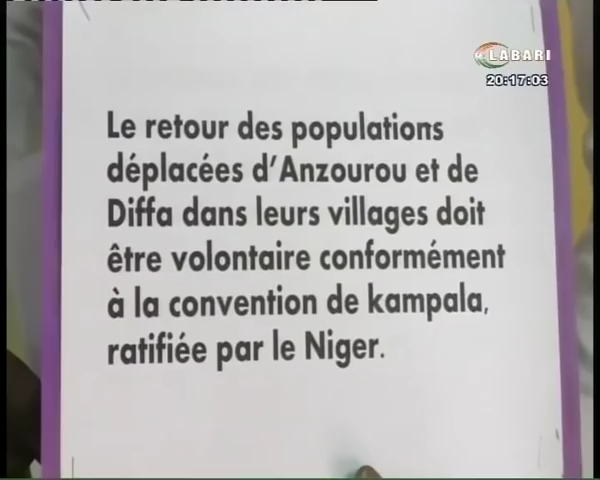 LABARI
20:17:03
Le retour des populations
déplacées d'Anzourou et de
Diffa dans leurs villages doit
être volontaire conformément
à la convention de kampala,
ratifiée par le Niger.